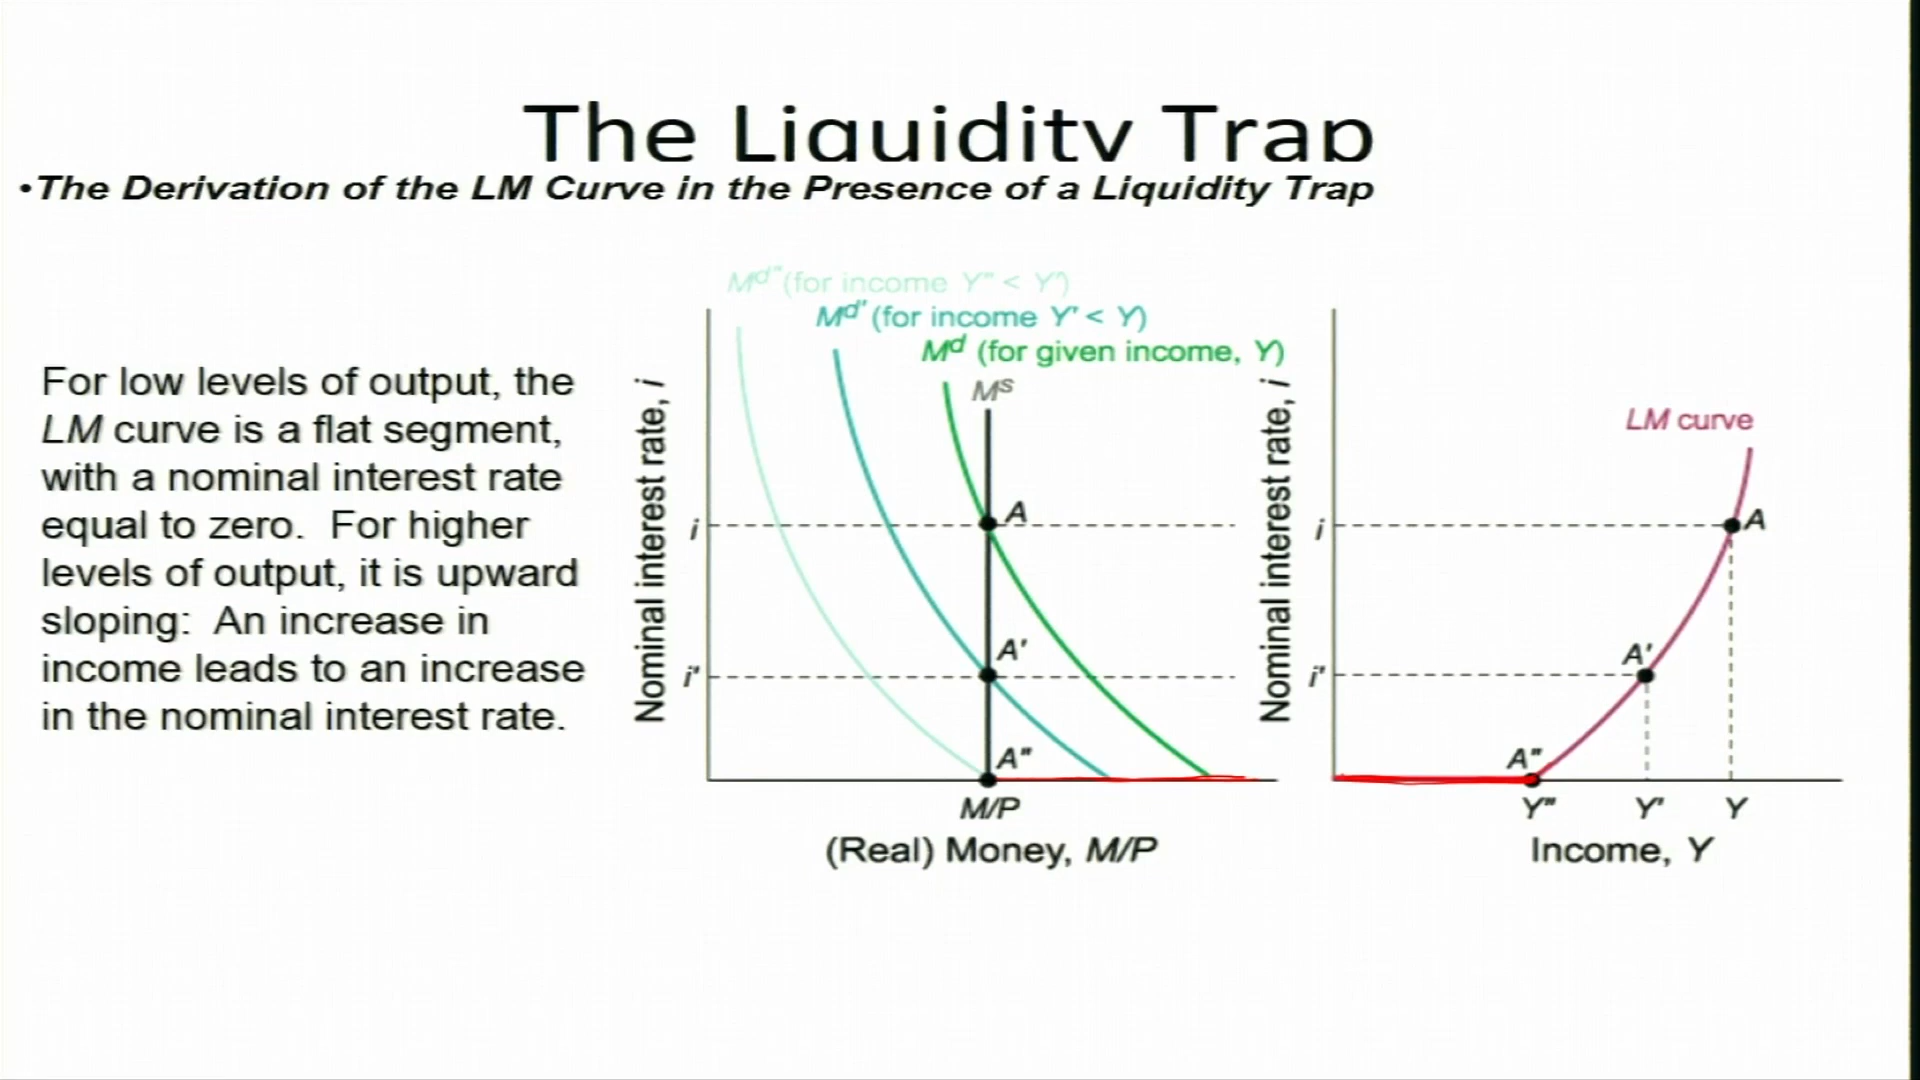 The Liquidity Trap
•The Derivation of the LM Curve in the Presence of a Liquidity Trap
For low levels of output, the
LM curve is a flat segment,
with a nominal interest rate
equal to zero. For higher
levels of output, it is upward
sloping: An increase in
income leads to an increase
in the nominal interest rate.
Md" (for income Y" < Y')
Md' (for income Y' < Y)
Md (for given income, Y)
Ms
Nominal interest rate, i
i
i'
A
A'
A"
M/P
(Real) Money, M/P
Nominal interest rate, i
LM curve
i
i'
A
A'
A"
Y" Y' Y
Income, Y